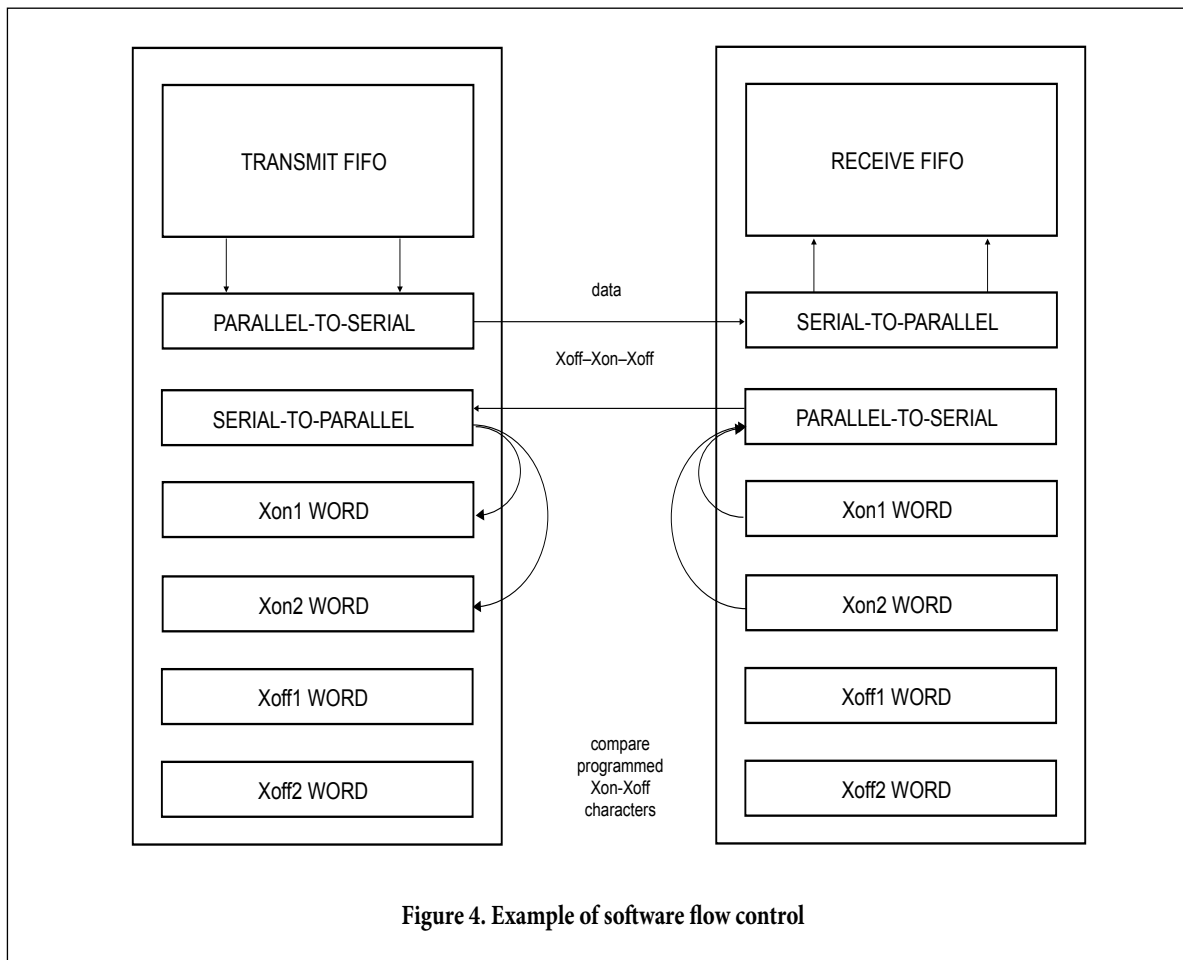 TRANSMIT FIFO
RECEIVE FIFO
data
PARALLEL-TO-SERIAL
SERIAL-TO-PARALLEL
Xoff–Xon–Xoff
SERIAL-TO-PARALLEL
PARALLEL-TO-SERIAL
Xon1 WORD
Xon1 WORD
Xon2 WORD
Xon2 WORD
Xoff1 WORD
Xoff1 WORD
compare
programmed
Xon-Xoff
characters
Xoff2 WORD
Xoff2 WORD
Figure 4. Example of software flow control